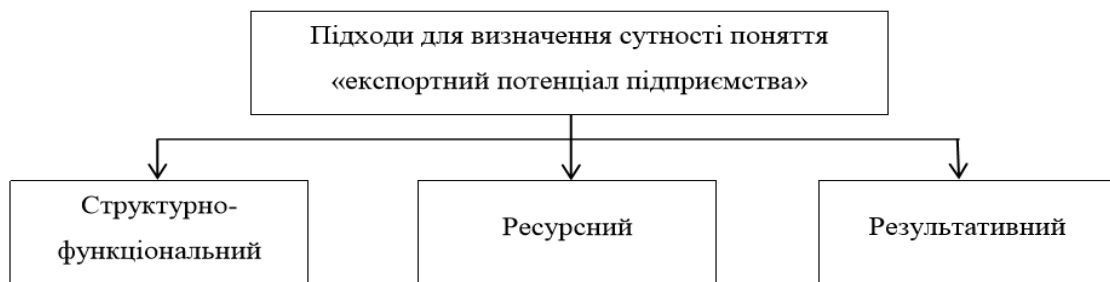 Підходи для визначення сутності поняття
«експортний потенціал підприємства»
Структурно-
функціональний
Ресурсний
Результативний